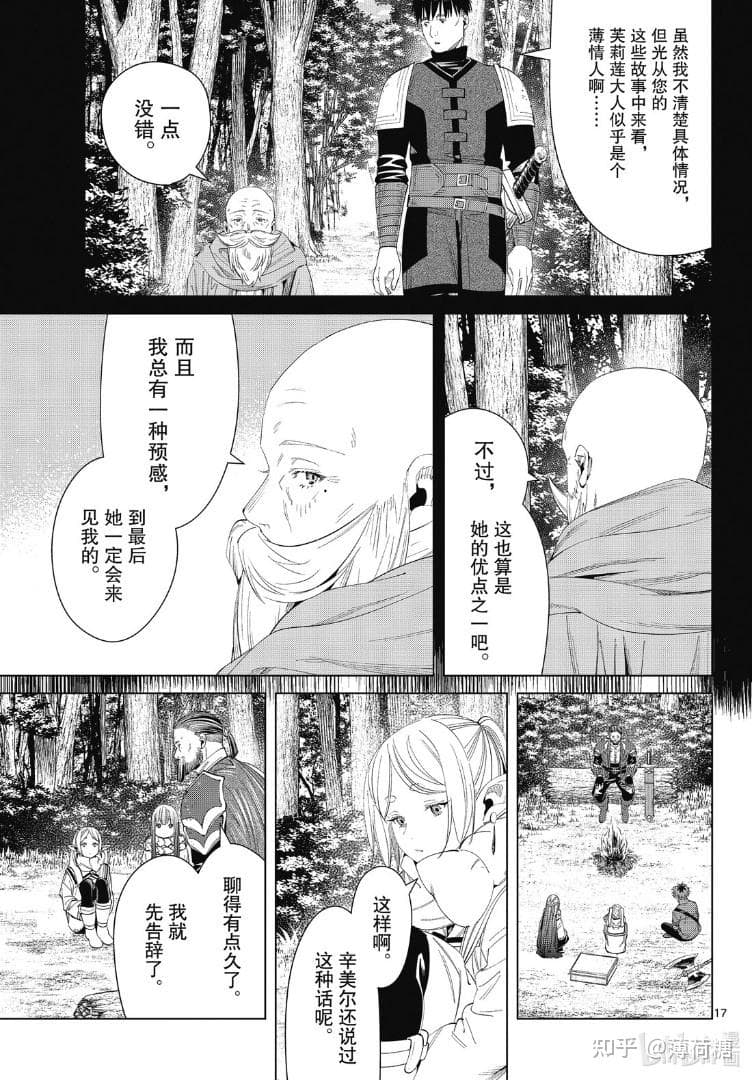 虽然我不清楚具体情况，
但光从您的
这些故事中来看，
芙莉莲大人似乎是个
薄情人啊……
一点
没错。
不过，
这也算是
她的优点之一吧。
而且
我总有一种预感，
到最后
她一定会来
见我的。
这样啊。
辛美尔还说过
这种话呢。
聊得有点久了。
我就
先告辞了。
17
知乎 @薄荷糖